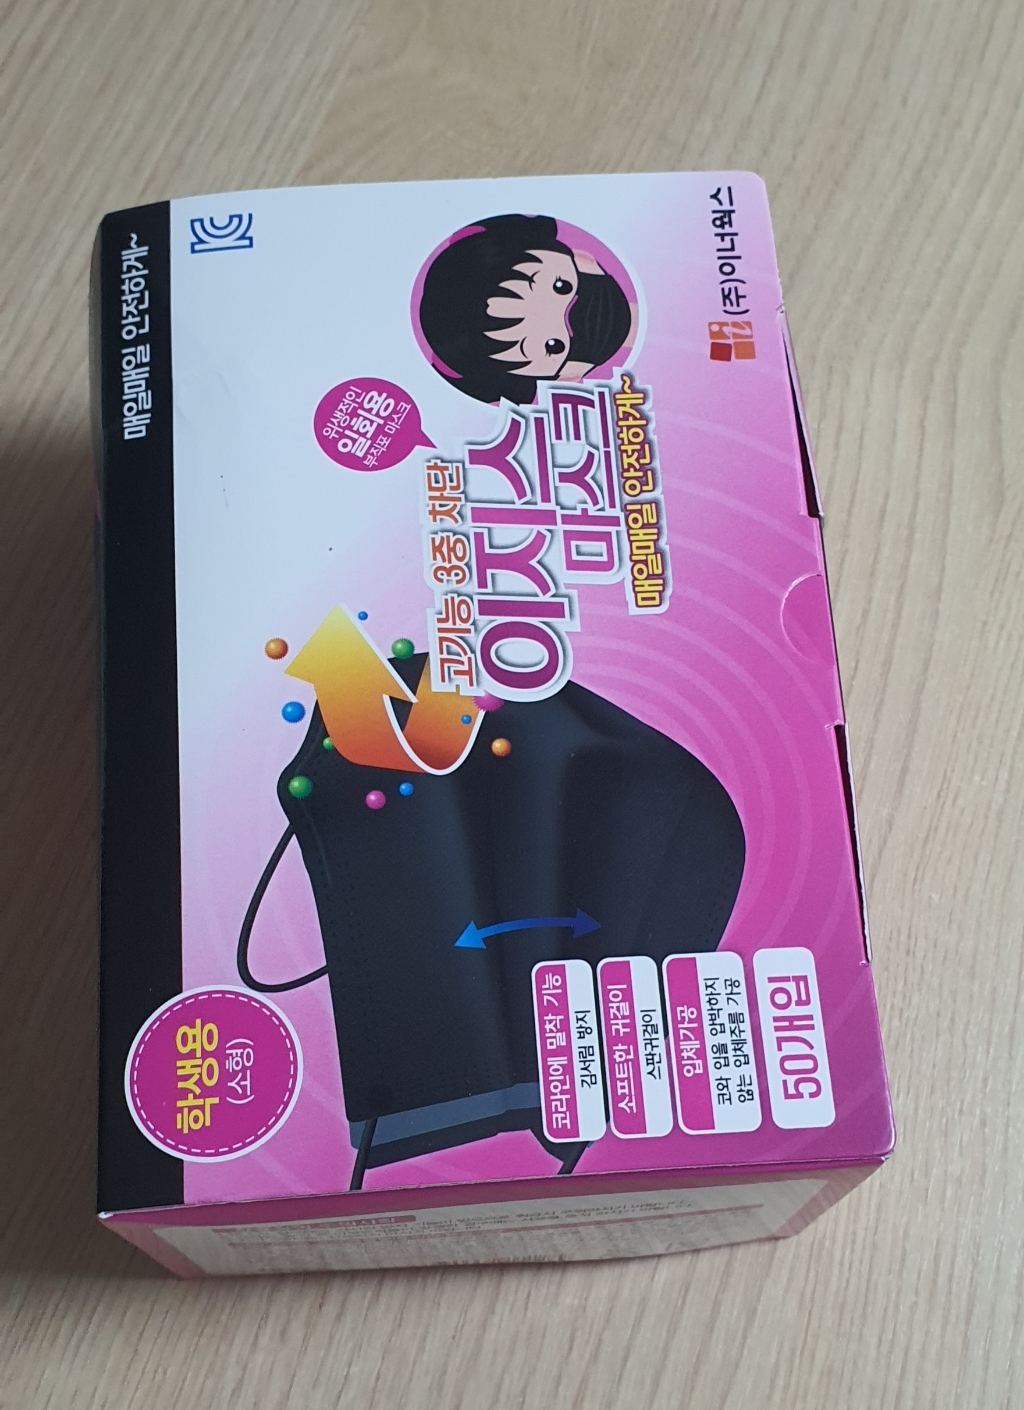 매일매일 안전하게~
학생용
(소형)
위생적인
일회용
부직포 마스크
고기능 3중 차단
이지스
마스크
매일매일 안전하게~
코라인에 밀착 기능
김서림 방지
소프트한 귀걸이
스판귀걸이
입체가공
코와 입을 압박하지
않는 입체주름 가공
50개입
(주)이너웍스